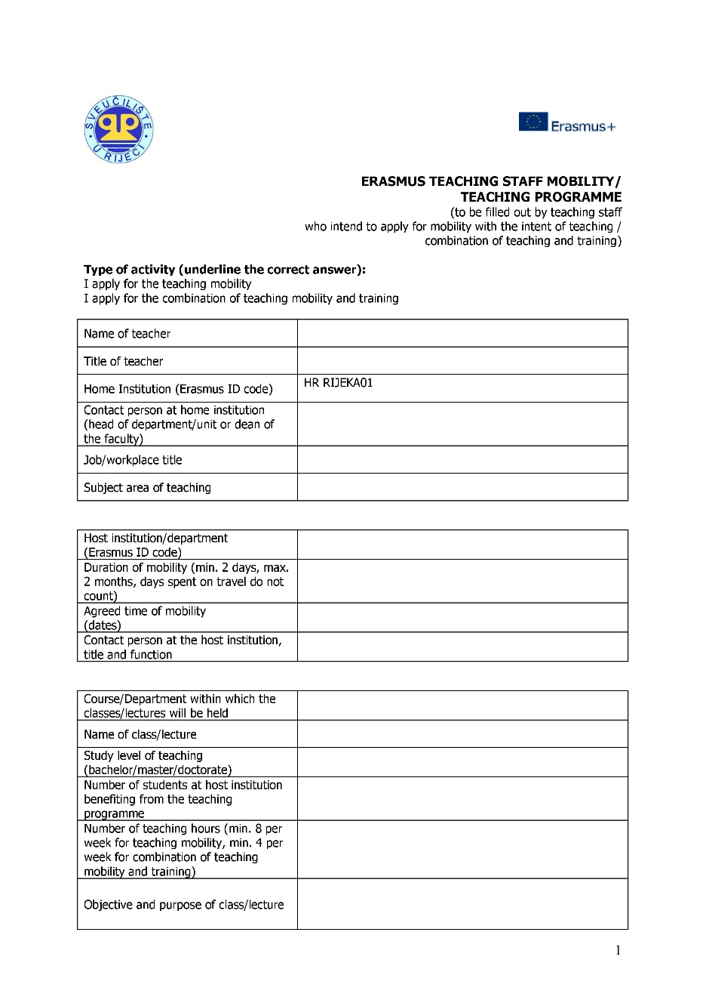 SVEUČILIŠTE
U RIJECI
Erasmus+
ERASMUS TEACHING STAFF MOBILITY/
TEACHING PROGRAMME
(to be filled out by teaching staff
who intend to apply for mobility with the intent of teaching /
combination of teaching and training)
Type of activity (underline the correct answer):
I apply for the teaching mobility
I apply for the combination of teaching mobility and training
Name of teacher
Title of teacher
Home Institution (Erasmus ID code)
HR RIJEKA01
Contact person at home institution
(head of department/unit or dean of
the faculty)
Job/workplace title
Subject area of teaching
Host institution/department
(Erasmus ID code)
Duration of mobility (min. 2 days, max.
2 months, days spent on travel do not
count)
Agreed time of mobility
(dates)
Contact person at the host institution,
title and function
Course/Department within which the
classes/lectures will be held
Name of class/lecture
Study level of teaching
(bachelor/master/doctorate)
Number of students at host institution
benefiting from the teaching
programme
Number of teaching hours (min. 8 per
week for teaching mobility, min. 4 per
week for combination of teaching
mobility and training)
Objective and purpose of class/lecture
1